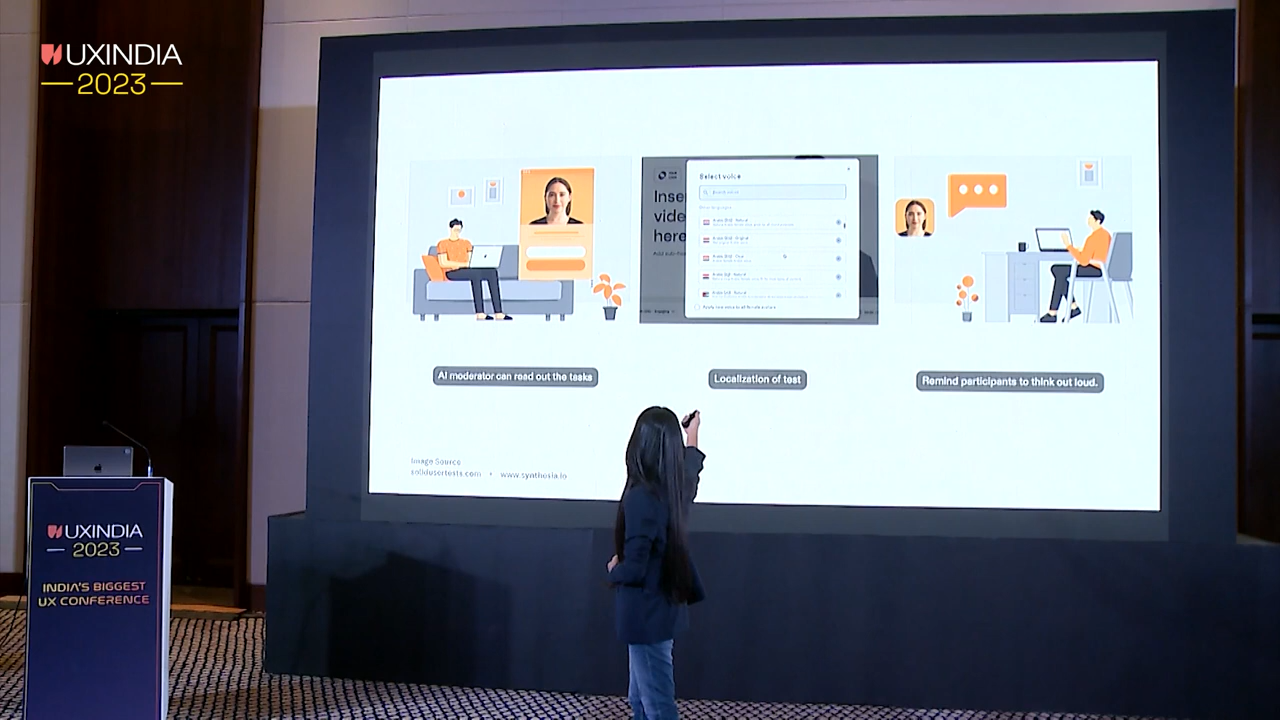 UXINDIA
2023
Select voice
Inse
vide
here
AI moderator can read out the tasks
Localization of test
Remind participants to think out loud.
Image Source
solidusertests.com • www.synthesia.io
UXINDIA
2023
INDIA'S BIGGEST
UX CONFERENCE